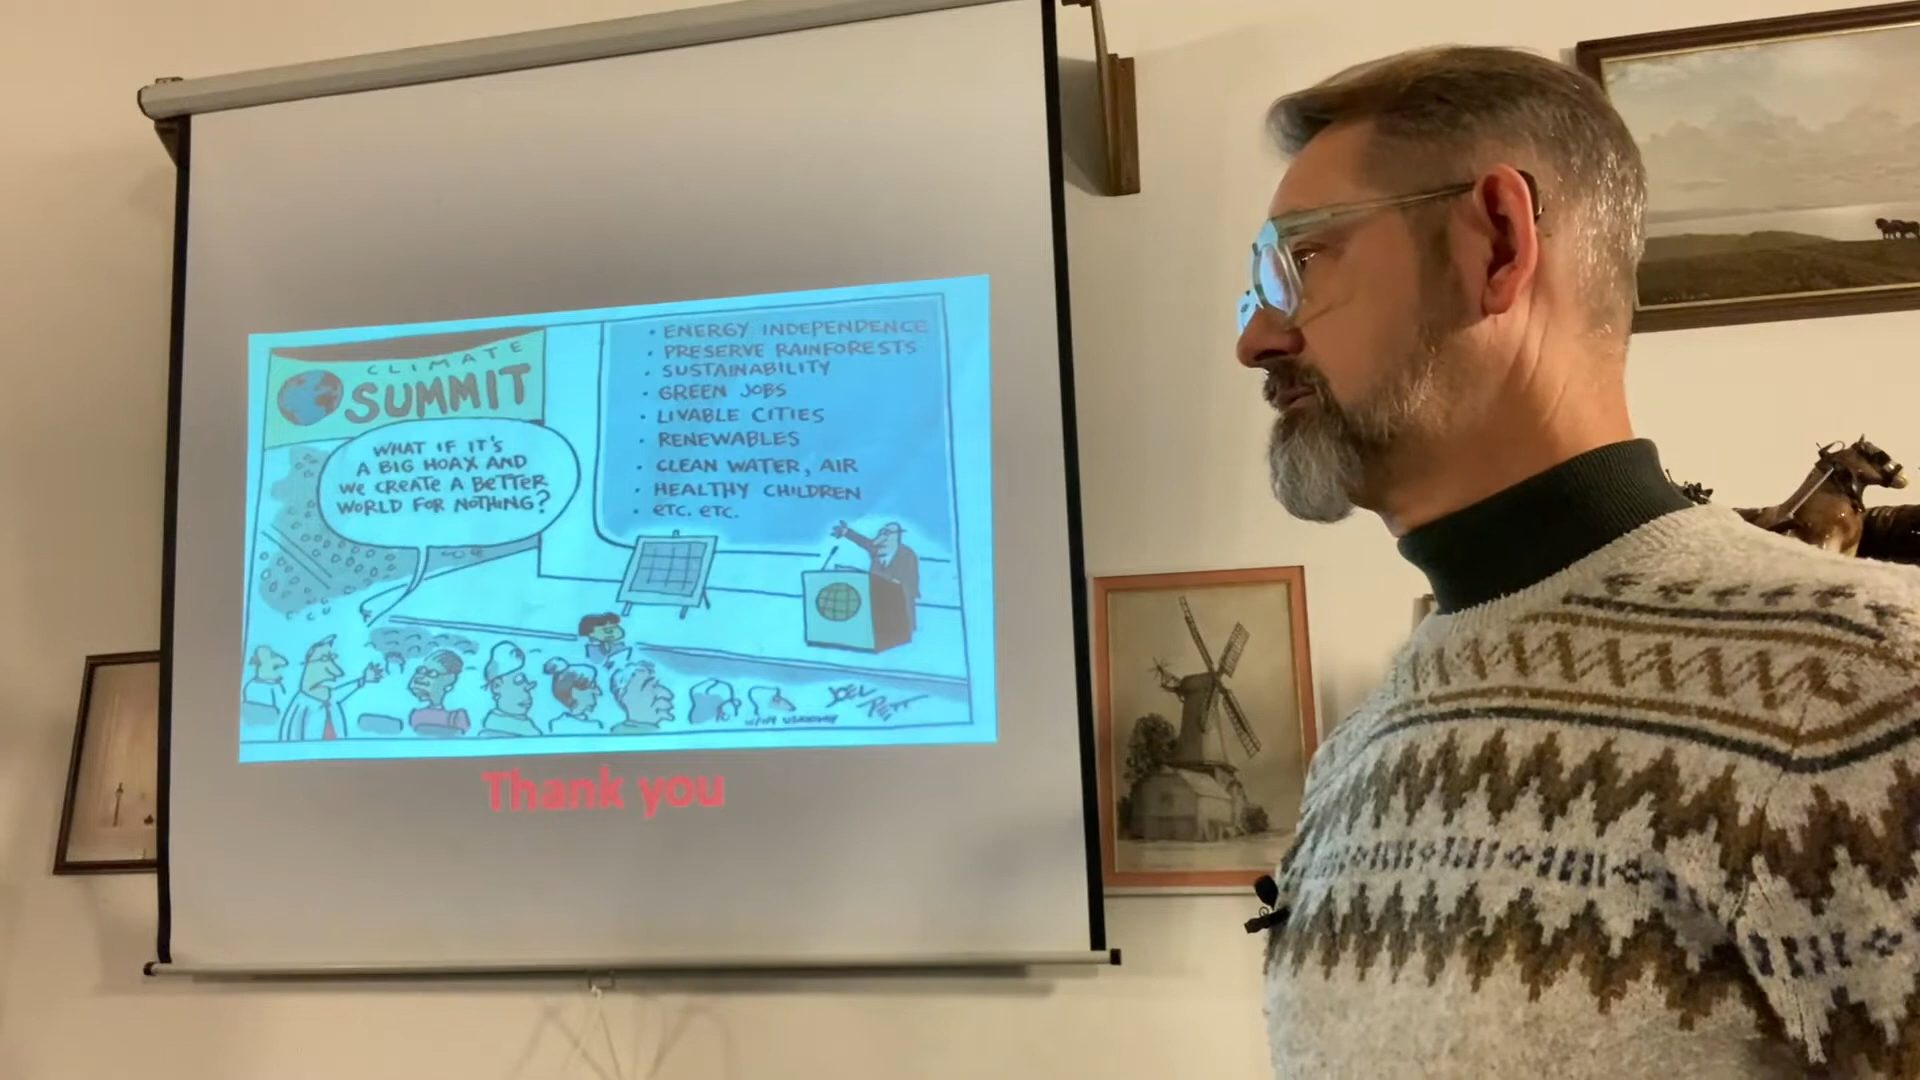 CLIMATE
SUMMIT
WHAT IF IT'S
A BIG HOAX AND
WE CREATE A BETTER
WORLD FOR NOTHING?
• ENERGY INDEPENDENCE
• PRESERVE RAINFORESTS
• SUSTAINABILITY
• GREEN JOBS
• LIVABLE CITIES
• RENEWABLES
• CLEAN WATER, AIR
• HEALTHY CHILDREN
• ETC. ETC.
JOEL
PETT
Thank you